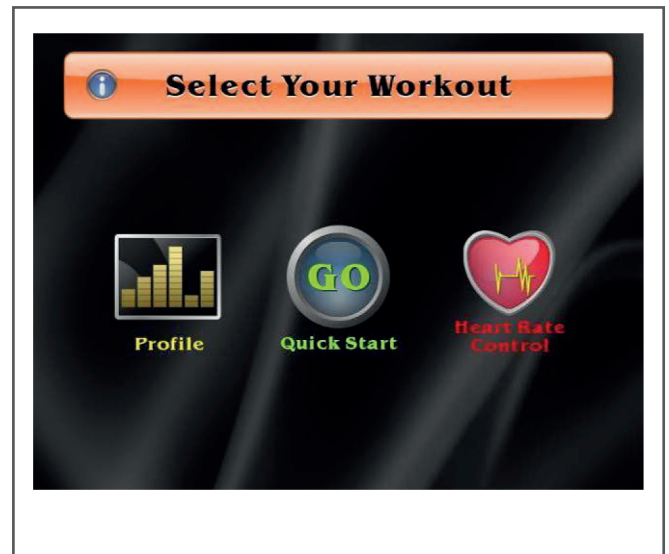 Select Your Workout
GO
Profile
Quick Start
Heart Rate
Control